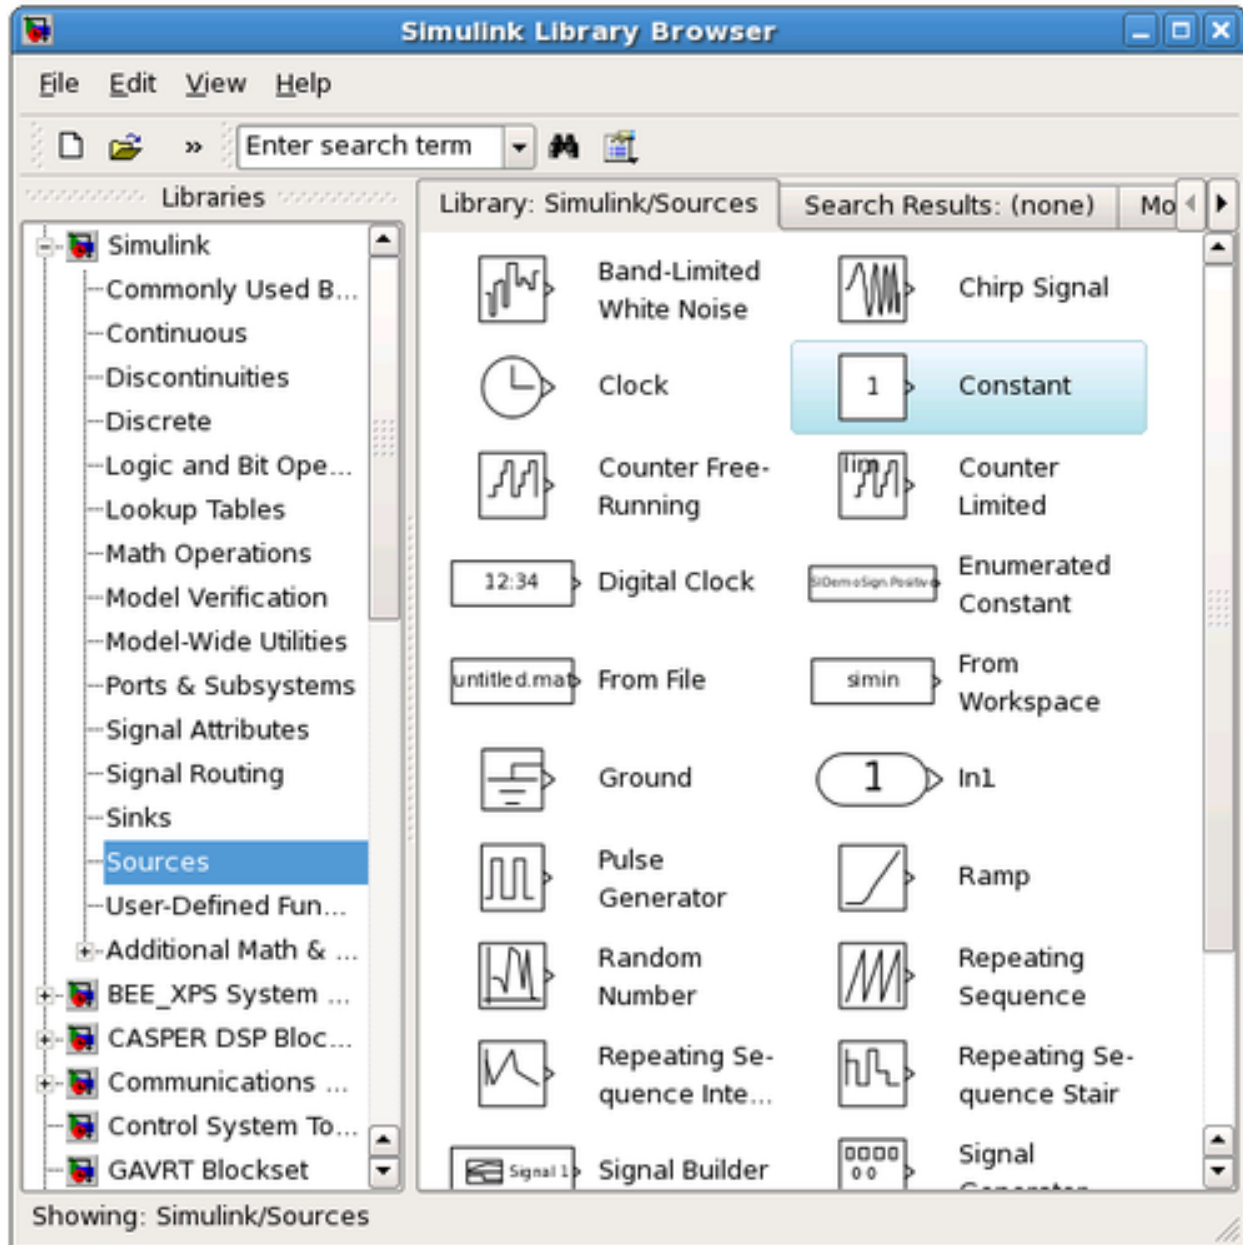 Simulink Library Browser
File Edit View Help
Enter search term
Libraries
Library: Simulink/Sources
Search Results: (none)
Mo
Simulink
Commonly Used B...
Continuous
Discontinuities
Discrete
Logic and Bit Ope...
Lookup Tables
Math Operations
Model Verification
Model-Wide Utilities
Ports & Subsystems
Signal Attributes
Signal Routing
Sinks
Sources
User-Defined Fun...
Additional Math & ...
BEE_XPS System ...
CASPER DSP Bloc...
Communications ...
Control System To...
GAVRT Blockset
Band-Limited
White Noise
Chirp Signal
Clock
1
Constant
Counter Free-
Running
lim
Counter
Limited
12:34
Digital Clock
SlDemoSign.Positive
Enumerated
Constant
untitled.mat
From File
simin
From
Workspace
Ground
1
In1
Pulse
Generator
Ramp
Random
Number
Repeating
Sequence
Repeating Se-
quence Inte...
Repeating Se-
quence Stair
Signal 1
Signal Builder
Signal
Generator
Showing: Simulink/Sources